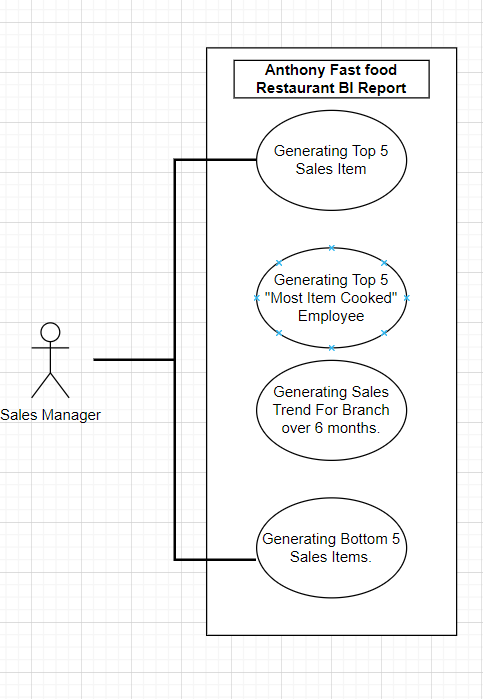 Anthony Fast food
Restaurant BI Report
Generating Top 5
Sales Item
Generating Top 5
"Most Item Cooked"
Employee
Generating Sales
Trend For Branch
over 6 months.
Sales Manager
Generating Bottom 5
Sales Items.